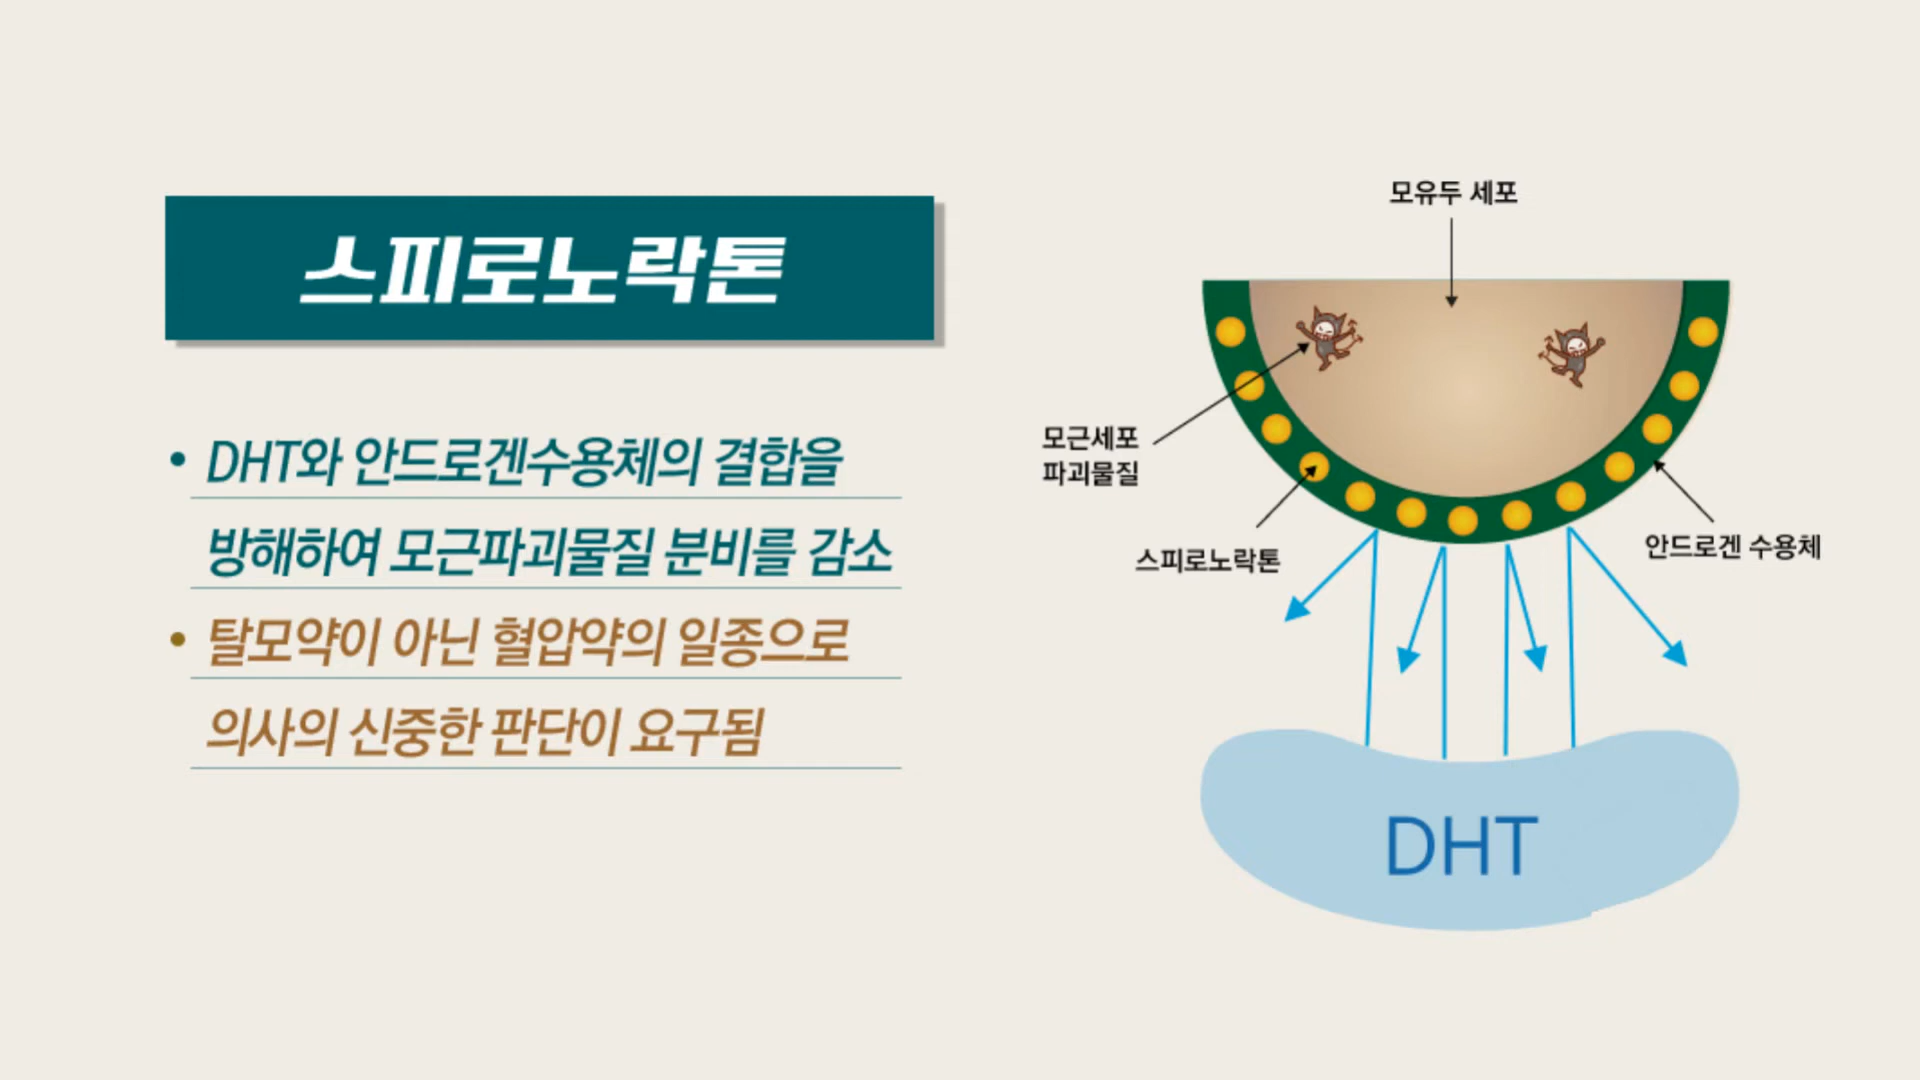 스피로노락톤
• DHT와 안드로겐수용체의 결합을
방해하여 모근파괴물질 분비를 감소
• 탈모약이 아닌 혈압약의 일종으로
의사의 신중한 판단이 요구됨
모유두 세포
모근세포
파괴물질
스피로노락톤
안드로겐 수용체
DHT